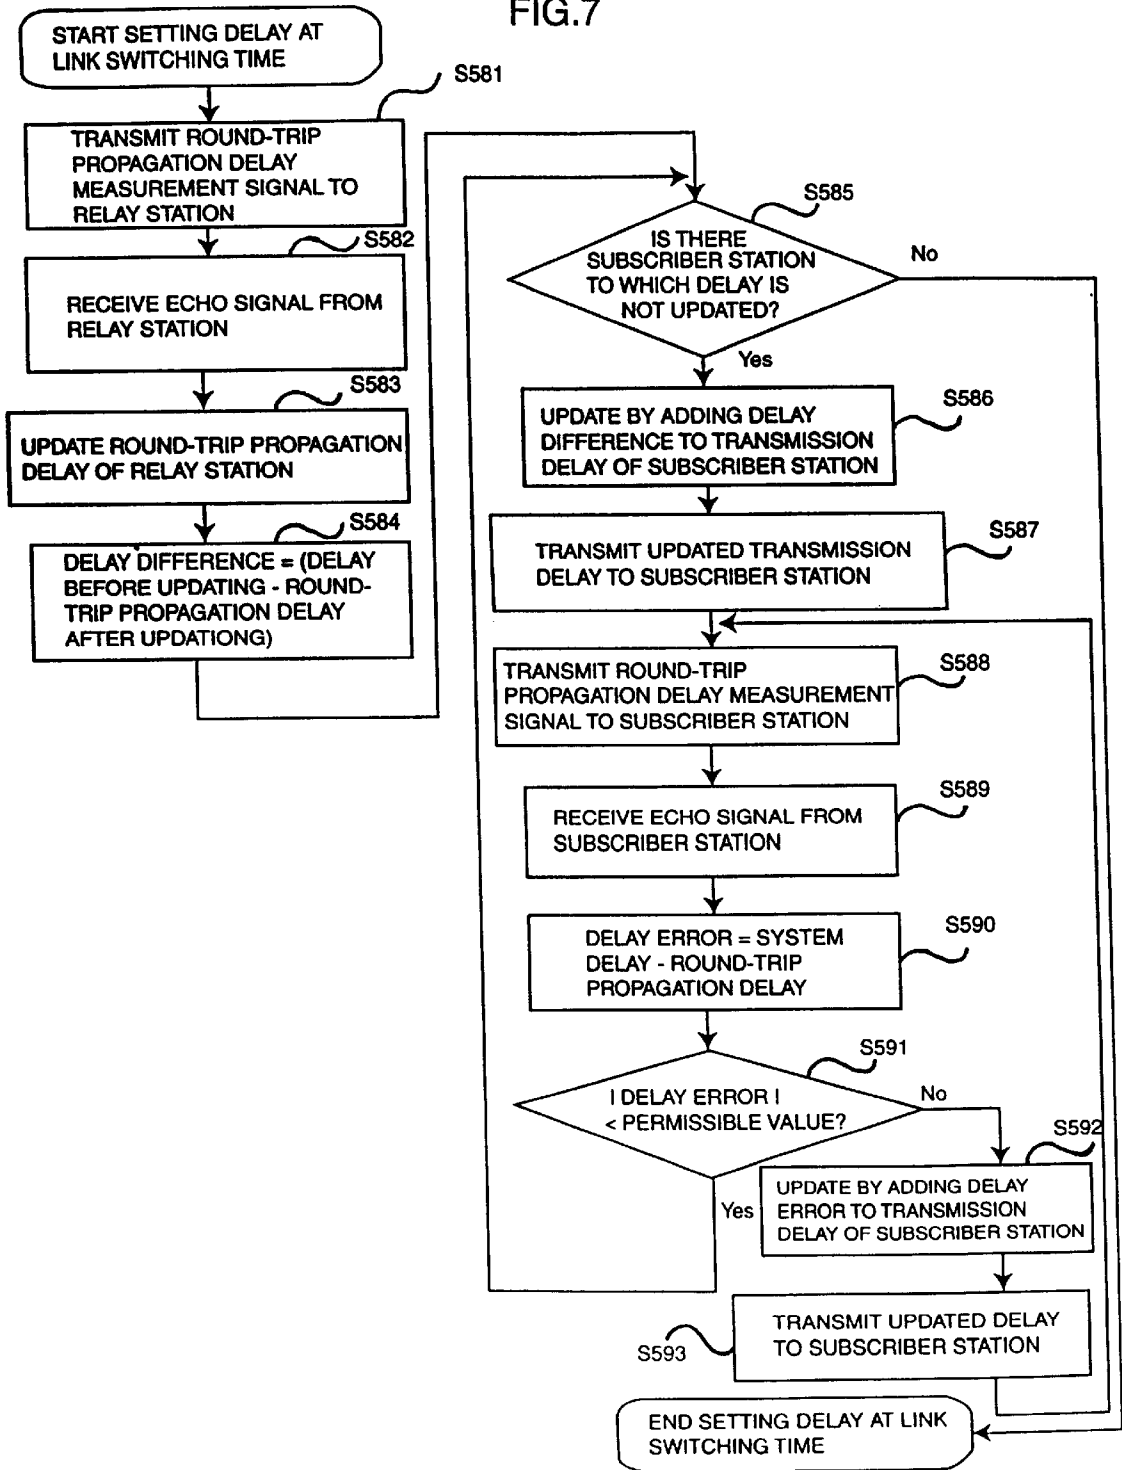 FIG.7
START SETTING DELAY AT
LINK SWITCHING TIME
S581
TRANSMIT ROUND-TRIP
PROPAGATION DELAY
MEASUREMENT SIGNAL TO
RELAY STATION
S582
RECEIVE ECHO SIGNAL FROM
RELAY STATION
S583
UPDATE ROUND-TRIP PROPAGATION
DELAY OF RELAY STATION
S584
DELAY DIFFERENCE = (DELAY
BEFORE UPDATING - ROUND-
TRIP PROPAGATION DELAY
AFTER UPDATIONG)
S585
IS THERE
SUBSCRIBER STATION
TO WHICH DELAY IS
NOT UPDATED?
No
Yes
S586
UPDATE BY ADDING DELAY
DIFFERENCE TO TRANSMISSION
DELAY OF SUBSCRIBER STATION
S587
TRANSMIT UPDATED TRANSMISSION
DELAY TO SUBSCRIBER STATION
S588
TRANSMIT ROUND-TRIP
PROPAGATION DELAY MEASUREMENT
SIGNAL TO SUBSCRIBER STATION
S589
RECEIVE ECHO SIGNAL FROM
SUBSCRIBER STATION
S590
DELAY ERROR = SYSTEM
DELAY - ROUND-TRIP
PROPAGATION DELAY
S591
I DELAY ERROR I
< PERMISSIBLE VALUE?
No
Yes
S592
UPDATE BY ADDING DELAY
ERROR TO TRANSMISSION
DELAY OF SUBSCRIBER STATION
S593
TRANSMIT UPDATED DELAY
TO SUBSCRIBER STATION
END SETTING DELAY AT LINK
SWITCHING TIME